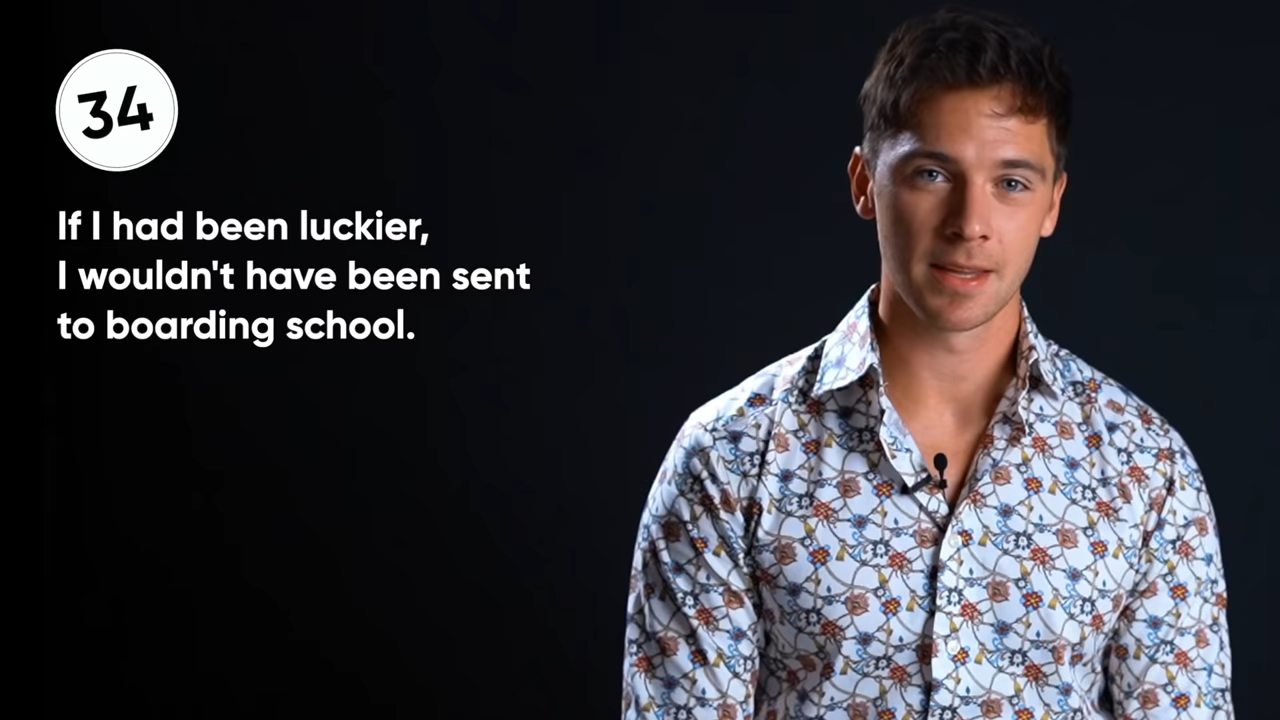 34
If I had been luckier,
I wouldn't have been sent
to boarding school.